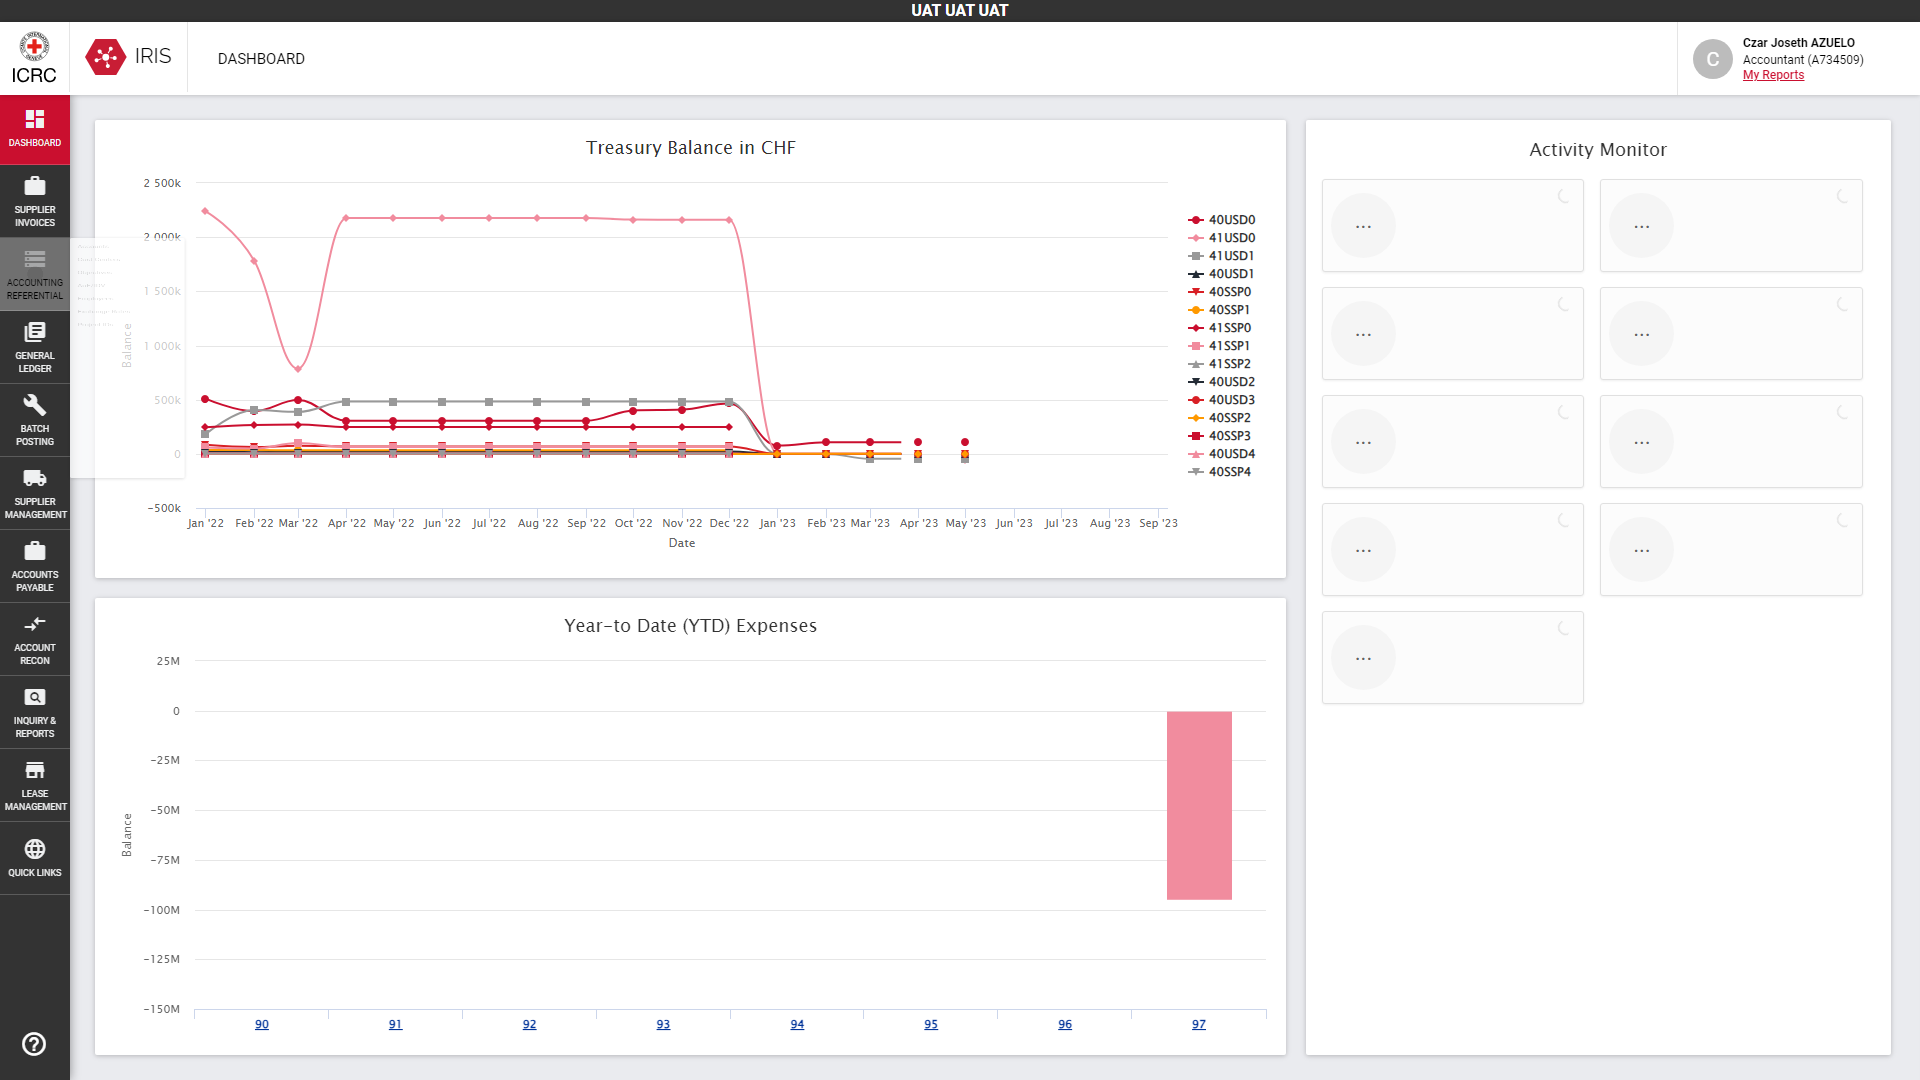 UAT UAT UAT
ICRC
IRIS
DASHBOARD
C
Czar Joseth AZUELO
Accountant (A734509)
My Reports
DASHBOARD
SUPPLIER
INVOICES
ACCOUNTING
REFERENTIAL
GENERAL
LEDGER
BATCH
POSTING
SUPPLIER
MANAGEMENT
ACCOUNTS
PAYABLE
ACCOUNT
RECON
INQUIRY &
REPORTS
LEASE
MANAGEMENT
QUICK LINKS
Treasury Balance in CHF
2 500k
2 000k
1 500k
1 000k
500k
0
−500k
Balance
Jan '22 Feb '22 Mar '22 Apr '22 May '22 Jun '22 Jul '22 Aug '22 Sep '22 Oct '22 Nov '22 Dec '22 Jan '23 Feb '23 Mar '23 Apr '23 May '23 Jun '23 Jul '23 Aug '23 Sep '23
Date
40USD0
41USD0
41USD1
40USD1
40SSP0
40SSP1
41SSP0
41SSP1
41SSP2
40USD2
40USD3
40SSP2
40SSP3
40USD4
40SSP4
Year-to Date (YTD) Expenses
25M
0
−25M
−50M
−75M
−100M
−125M
−150M
Balance
90 91 92 93 94 95 96 97
Activity Monitor
... ...
... ...
... ...
... ...
...